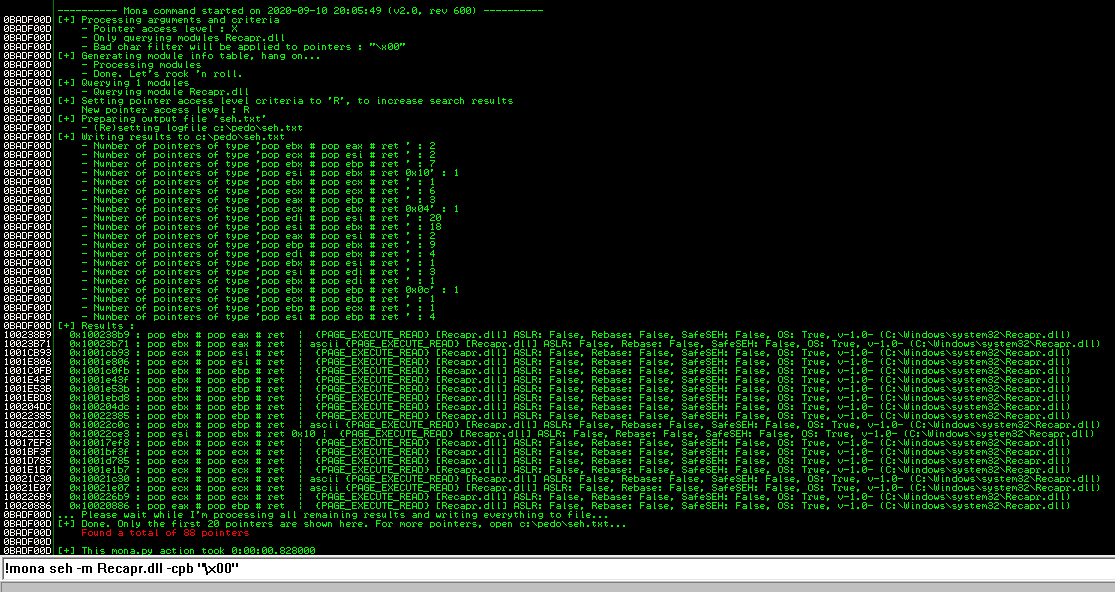 ---------- Mona command started on 2020-09-10 20:05:49 (v2.0, rev 600) ----------
0BADF00D [+] Processing arguments and criteria
0BADF00D     - Pointer access level : X
0BADF00D     - Only querying modules Recapr.dll
0BADF00D     - Bad char filter will be applied to pointers : "\x00"
0BADF00D [+] Generating module info table, hang on...
0BADF00D     - Processing modules
0BADF00D     - Done. Let's rock 'n roll.
0BADF00D [+] Querying 1 modules
0BADF00D     - Querying module Recapr.dll
0BADF00D [+] Setting pointer access level criteria to 'R', to increase search results
0BADF00D     New pointer access level : R
0BADF00D [+] Preparing output file 'seh.txt'
0BADF00D     - (Re)setting logfile c:\pedo\seh.txt
0BADF00D [+] Writing results to c:\pedo\seh.txt
0BADF00D     - Number of pointers of type 'pop ebx # pop eax # ret ' : 2
0BADF00D     - Number of pointers of type 'pop ecx # pop esi # ret ' : 2
0BADF00D     - Number of pointers of type 'pop ebx # pop ebp # ret ' : 7
0BADF00D     - Number of pointers of type 'pop esi # pop ebx # ret 0x10' : 1
0BADF00D     - Number of pointers of type 'pop ebx # pop ecx # ret ' : 1
0BADF00D     - Number of pointers of type 'pop ecx # pop ecx # ret ' : 6
0BADF00D     - Number of pointers of type 'pop eax # pop ebp # ret ' : 3
0BADF00D     - Number of pointers of type 'pop ecx # pop ebx # ret 0x04' : 1
0BADF00D     - Number of pointers of type 'pop edi # pop esi # ret ' : 20
0BADF00D     - Number of pointers of type 'pop esi # pop ebx # ret ' : 18
0BADF00D     - Number of pointers of type 'pop eax # pop esi # ret ' : 2
0BADF00D     - Number of pointers of type 'pop ebp # pop ebx # ret ' : 9
0BADF00D     - Number of pointers of type 'pop edi # pop ebx # ret ' : 4
0BADF00D     - Number of pointers of type 'pop ebx # pop esi # ret ' : 1
0BADF00D     - Number of pointers of type 'pop esi # pop edi # ret ' : 3
0BADF00D     - Number of pointers of type 'pop ebx # pop edi # ret ' : 1
0BADF00D     - Number of pointers of type 'pop ebp # pop ebx # ret 0x0c' : 1
0BADF00D     - Number of pointers of type 'pop ecx # pop ebx # ret ' : 1
0BADF00D     - Number of pointers of type 'pop ecx # pop ebp # ret ' : 1
0BADF00D     - Number of pointers of type 'pop ebp # pop esi # ret ' : 4
0BADF00D [+] Results :
100238B9   0x100238b9 : pop ebx # pop eax # ret  |  {PAGE_EXECUTE_READ} [Recapr.dll] ASLR: False, Rebase: False, SafeSEH: False, OS: True, v-1.0- (C:\Windows\system32\Recapr.dll)
10023B71   0x10023b71 : pop ebx # pop eax # ret  | ascii {PAGE_EXECUTE_READ} [Recapr.dll] ASLR: False, Rebase: False, SafeSEH: False, OS: True, v-1.0- (C:\Windows\system32\Recapr.dll)
1001CB93   0x1001cb93 : pop ecx # pop esi # ret  |  {PAGE_EXECUTE_READ} [Recapr.dll] ASLR: False, Rebase: False, SafeSEH: False, OS: True, v-1.0- (C:\Windows\system32\Recapr.dll)
1001E806   0x1001e806 : pop ecx # pop esi # ret  |  {PAGE_EXECUTE_READ} [Recapr.dll] ASLR: False, Rebase: False, SafeSEH: False, OS: True, v-1.0- (C:\Windows\system32\Recapr.dll)
1001C0FB   0x1001c0fb : pop ebx # pop ebp # ret  |  {PAGE_EXECUTE_READ} [Recapr.dll] ASLR: False, Rebase: False, SafeSEH: False, OS: True, v-1.0- (C:\Windows\system32\Recapr.dll)
1001E43F   0x1001e43f : pop ebx # pop ebp # ret  |  {PAGE_EXECUTE_READ} [Recapr.dll] ASLR: False, Rebase: False, SafeSEH: False, OS: True, v-1.0- (C:\Windows\system32\Recapr.dll)
1001E53B   0x1001e53b : pop ebx # pop ebp # ret  |  {PAGE_EXECUTE_READ} [Recapr.dll] ASLR: False, Rebase: False, SafeSEH: False, OS: True, v-1.0- (C:\Windows\system32\Recapr.dll)
1001EBD8   0x1001ebd8 : pop ebx # pop ebp # ret  |  {PAGE_EXECUTE_READ} [Recapr.dll] ASLR: False, Rebase: False, SafeSEH: False, OS: True, v-1.0- (C:\Windows\system32\Recapr.dll)
100204DC   0x100204dc : pop ebx # pop ebp # ret  |  {PAGE_EXECUTE_READ} [Recapr.dll] ASLR: False, Rebase: False, SafeSEH: False, OS: True, v-1.0- (C:\Windows\system32\Recapr.dll)
10022385   0x10022385 : pop ebx # pop ebp # ret  |  {PAGE_EXECUTE_READ} [Recapr.dll] ASLR: False, Rebase: False, SafeSEH: False, OS: True, v-1.0- (C:\Windows\system32\Recapr.dll)
10022C0C   0x10022c0c : pop ebx # pop ebp # ret  | ascii {PAGE_EXECUTE_READ} [Recapr.dll] ASLR: False, Rebase: False, SafeSEH: False, OS: True, v-1.0- (C:\Windows\system32\Recapr.dll)
10022CE3   0x10022ce3 : pop esi # pop ebx # ret 0x10 |  {PAGE_EXECUTE_READ} [Recapr.dll] ASLR: False, Rebase: False, SafeSEH: False, OS: True, v-1.0- (C:\Windows\system32\Recapr.dll)
10017EF8   0x10017ef8 : pop ebx # pop ecx # ret  |  {PAGE_EXECUTE_READ} [Recapr.dll] ASLR: False, Rebase: False, SafeSEH: False, OS: True, v-1.0- (C:\Windows\system32\Recapr.dll)
1001BF3F   0x1001bf3f : pop ecx # pop ecx # ret  |  {PAGE_EXECUTE_READ} [Recapr.dll] ASLR: False, Rebase: False, SafeSEH: False, OS: True, v-1.0- (C:\Windows\system32\Recapr.dll)
1001D785   0x1001d785 : pop ecx # pop ecx # ret  |  {PAGE_EXECUTE_READ} [Recapr.dll] ASLR: False, Rebase: False, SafeSEH: False, OS: True, v-1.0- (C:\Windows\system32\Recapr.dll)
1001E1B7   0x1001e1b7 : pop ecx # pop ecx # ret  |  {PAGE_EXECUTE_READ} [Recapr.dll] ASLR: False, Rebase: False, SafeSEH: False, OS: True, v-1.0- (C:\Windows\system32\Recapr.dll)
10021C30   0x10021c30 : pop ecx # pop ecx # ret  | ascii {PAGE_EXECUTE_READ} [Recapr.dll] ASLR: False, Rebase: False, SafeSEH: False, OS: True, v-1.0- (C:\Windows\system32\Recapr.dll)
10021E07   0x10021e07 : pop ecx # pop ecx # ret  | ascii {PAGE_EXECUTE_READ} [Recapr.dll] ASLR: False, Rebase: False, SafeSEH: False, OS: True, v-1.0- (C:\Windows\system32\Recapr.dll)
100226B9   0x100226b9 : pop ecx # pop ecx # ret  |  {PAGE_EXECUTE_READ} [Recapr.dll] ASLR: False, Rebase: False, SafeSEH: False, OS: True, v-1.0- (C:\Windows\system32\Recapr.dll)
10020886   0x10020886 : pop eax # pop ebp # ret  |  {PAGE_EXECUTE_READ} [Recapr.dll] ASLR: False, Rebase: False, SafeSEH: False, OS: True, v-1.0- (C:\Windows\system32\Recapr.dll)
0BADF00D ... Please wait while I'm processing all remaining results and writing everything to file...
0BADF00D [+] Done. Only the first 20 pointers are shown here. For more pointers, open c:\pedo\seh.txt...
0BADF00D     Found a total of 88 pointers
0BADF00D
0BADF00D [+] This mona.py action took 0:00:00.828000
!mona seh -m Recapr.dll -cpb "\x00"